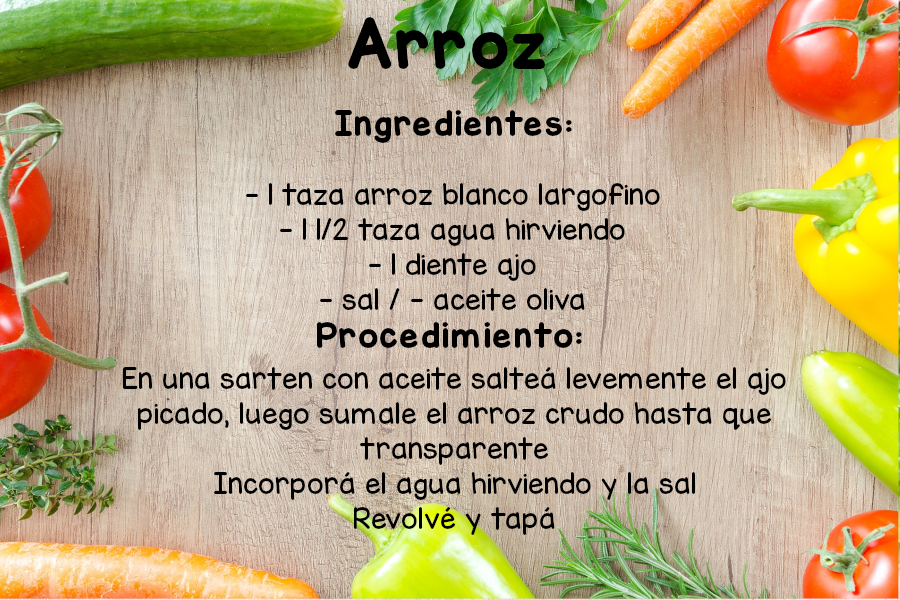 Arroz
Ingredientes:
- 1 taza arroz blanco largofino
- 1 1/2 taza agua hirviendo
- 1 diente ajo
- sal / - aceite oliva
Procedimiento:
En una sarten con aceite salteá levemente el ajo
picado, luego sumale el arroz crudo hasta que
transparente
Incorporá el agua hirviendo y la sal
Revolvé y tapá